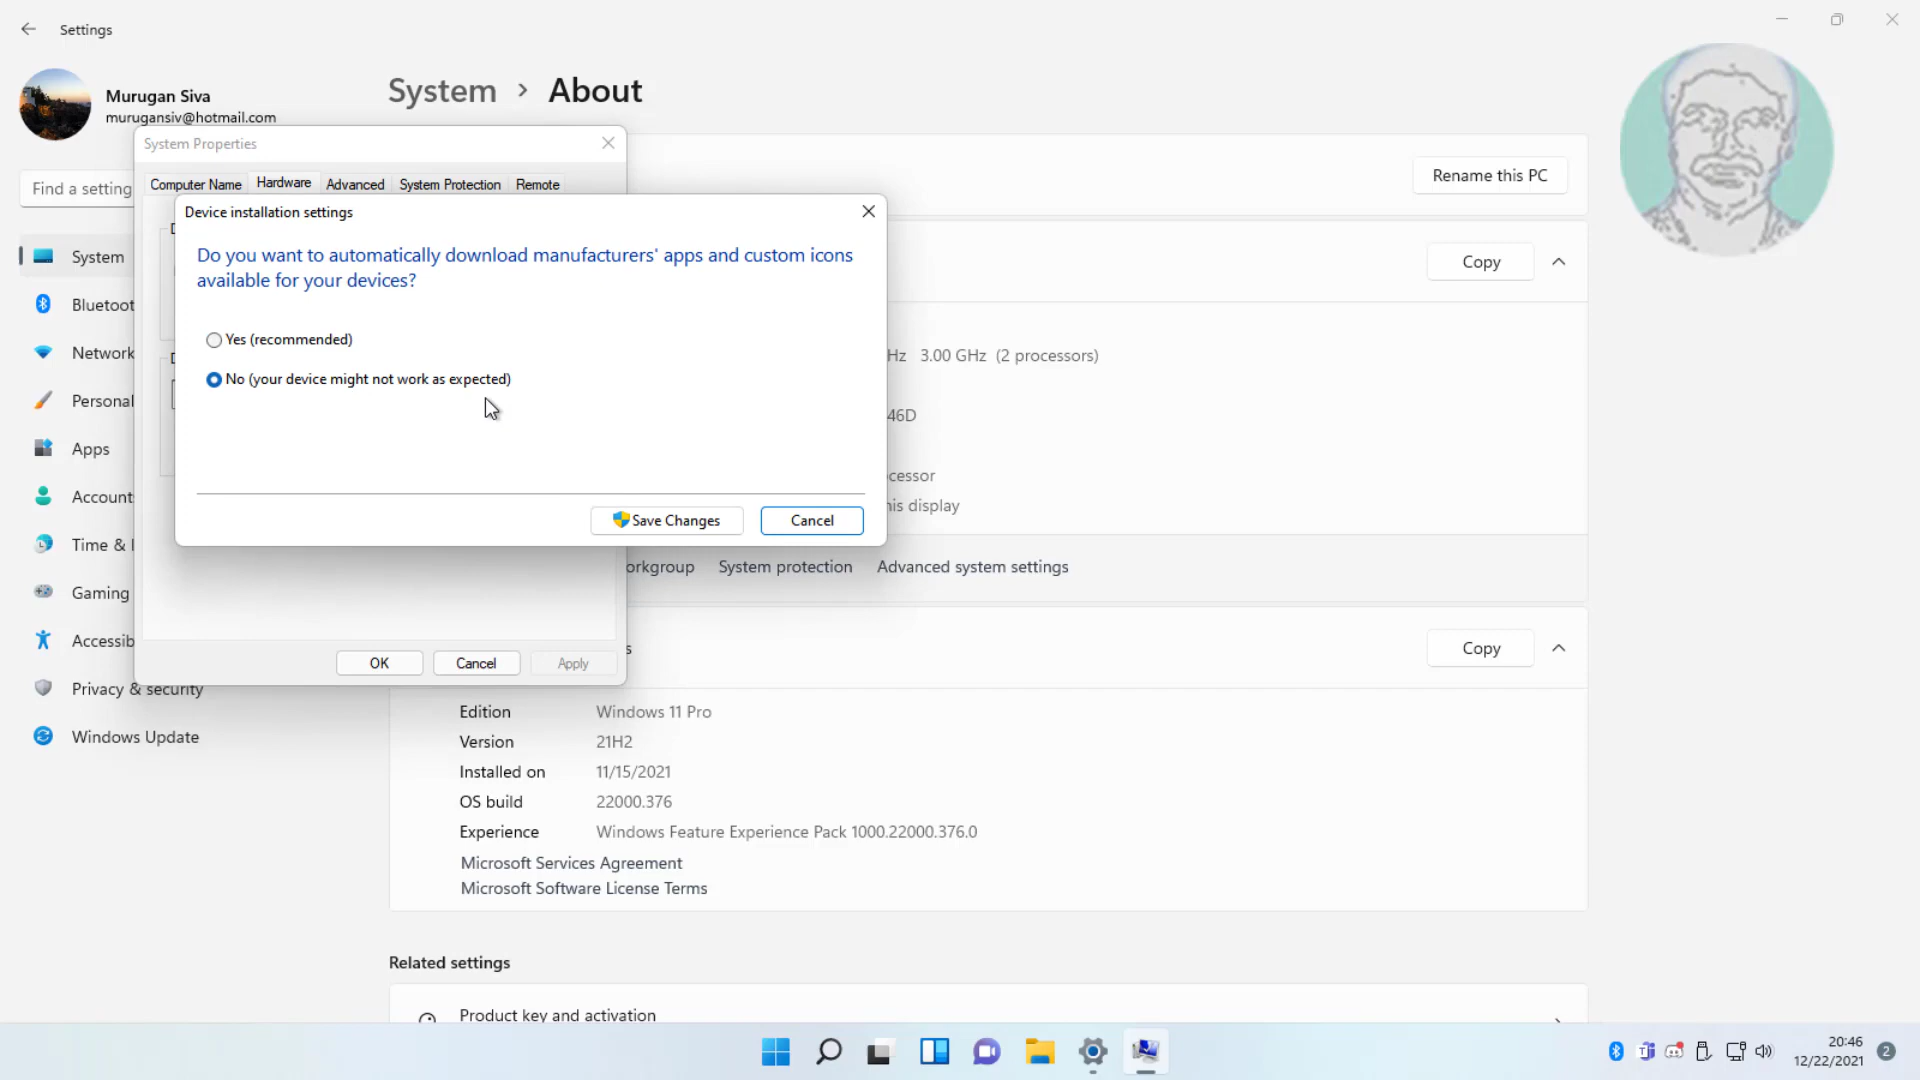 Settings
Murugan Siva
murugansiv@hotmail.com
Find a setting
System
Bluetoot
Network
Personal
Apps
Account
Time &
Gaming
Accessib
Privacy & security
Windows Update
System > About
Rename this PC
Copy
Hz 3.00 GHz (2 processors)
46D
cessor
his display
orkgroup System protection Advanced system settings
s
Copy
Edition Windows 11 Pro
Version 21H2
Installed on 11/15/2021
OS build 22000.376
Experience Windows Feature Experience Pack 1000.22000.376.0
Microsoft Services Agreement
Microsoft Software License Terms
Related settings
Product key and activation
System Properties
Computer Name Hardware Advanced System Protection Remote
OK Cancel Apply
Device installation settings
Do you want to automatically download manufacturers' apps and custom icons
available for your devices?
Yes (recommended)
No (your device might not work as expected)
Save Changes Cancel
20:46
12/22/2021
2